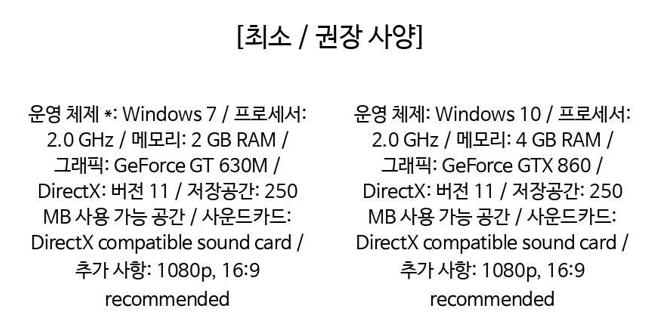 [최소 / 권장 사양]
운영 체제 *: Windows 7 / 프로세서:
2.0 GHz / 메모리: 2 GB RAM /
그래픽: GeForce GT 630M /
DirectX: 버전 11 / 저장공간: 250
MB 사용 가능 공간 / 사운드카드:
DirectX compatible sound card /
추가 사항: 1080p, 16:9
recommended
운영 체제: Windows 10 / 프로세서:
2.0 GHz / 메모리: 4 GB RAM /
그래픽: GeForce GTX 860 /
DirectX: 버전 11 / 저장공간: 250
MB 사용 가능 공간 / 사운드카드:
DirectX compatible sound card /
추가 사항: 1080p, 16:9
recommended